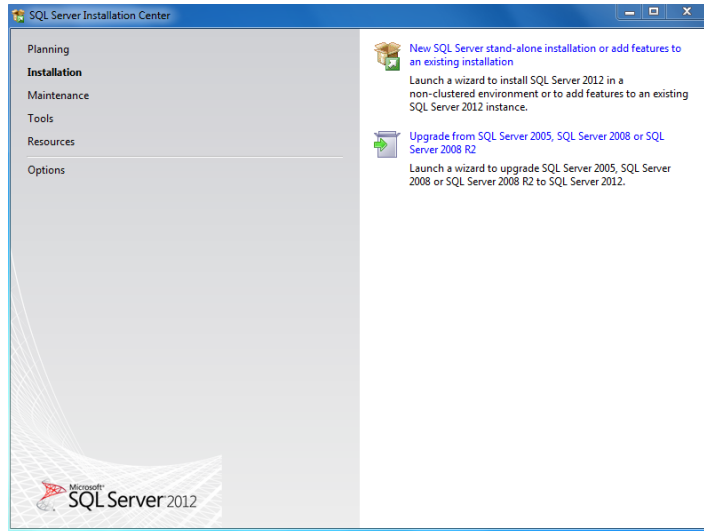 SQL Server Installation Center
Planning
Installation
Maintenance
Tools
Resources
Options
New SQL Server stand-alone installation or add features to
an existing installation
Launch a wizard to install SQL Server 2012 in a
non-clustered environment or to add features to an existing
SQL Server 2012 instance.
Upgrade from SQL Server 2005, SQL Server 2008 or SQL
Server 2008 R2
Launch a wizard to upgrade SQL Server 2005, SQL Server
2008 or SQL Server 2008 R2 to SQL Server 2012.
Microsoft®
SQL Server 2012